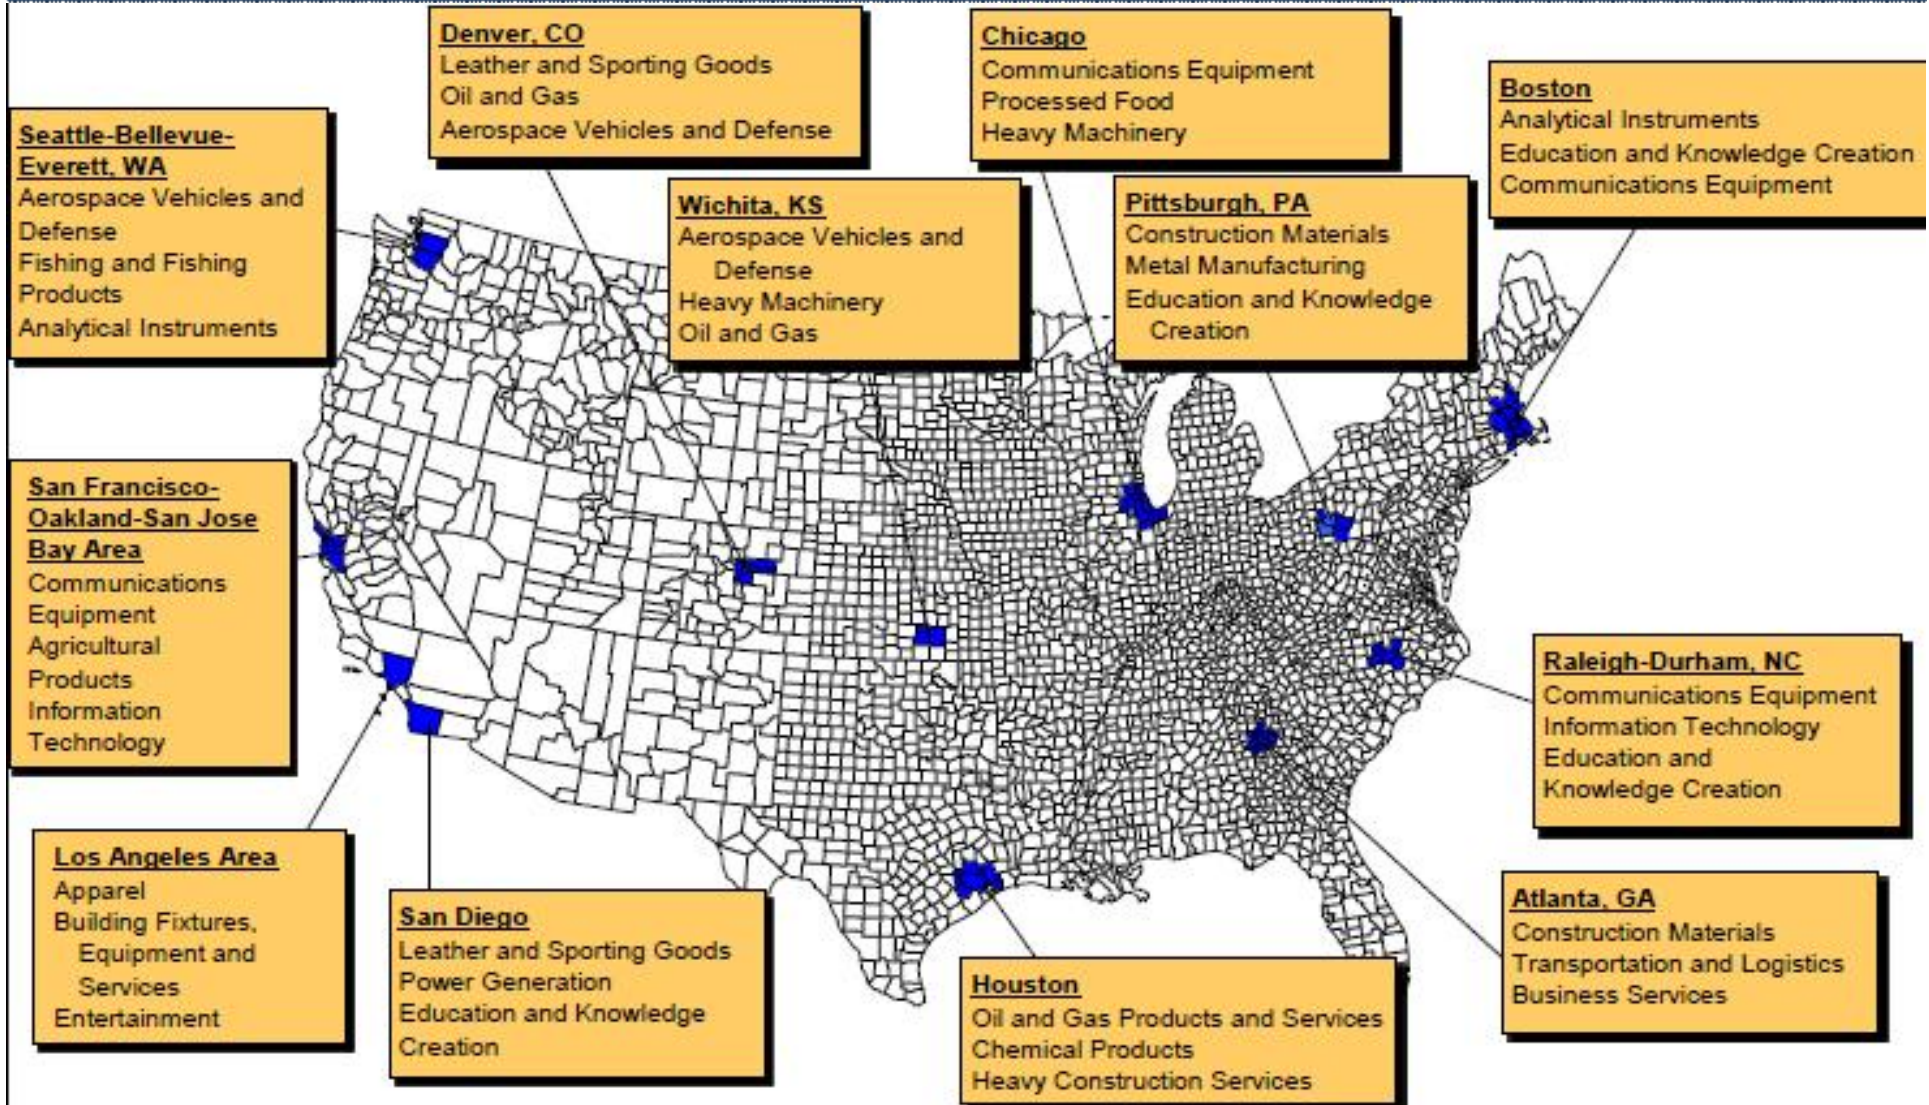 Denver, CO
Leather and Sporting Goods
Oil and Gas
Aerospace Vehicles and Defense
Chicago
Communications Equipment
Processed Food
Heavy Machinery
Boston
Analytical Instruments
Education and Knowledge Creation
Communications Equipment
Seattle-Bellevue-
Everett, WA
Aerospace Vehicles and
Defense
Fishing and Fishing
Products
Analytical Instruments
Wichita, KS
Aerospace Vehicles and
Defense
Heavy Machinery
Oil and Gas
Pittsburgh, PA
Construction Materials
Metal Manufacturing
Education and Knowledge
Creation
San Francisco-
Oakland-San Jose
Bay Area
Communications
Equipment
Agricultural
Products
Information
Technology
Raleigh-Durham, NC
Communications Equipment
Information Technology
Education and
Knowledge Creation
Los Angeles Area
Apparel
Building Fixtures,
Equipment and
Services
Entertainment
San Diego
Leather and Sporting Goods
Power Generation
Education and Knowledge
Creation
Houston
Oil and Gas Products and Services
Chemical Products
Heavy Construction Services
Atlanta, GA
Construction Materials
Transportation and Logistics
Business Services